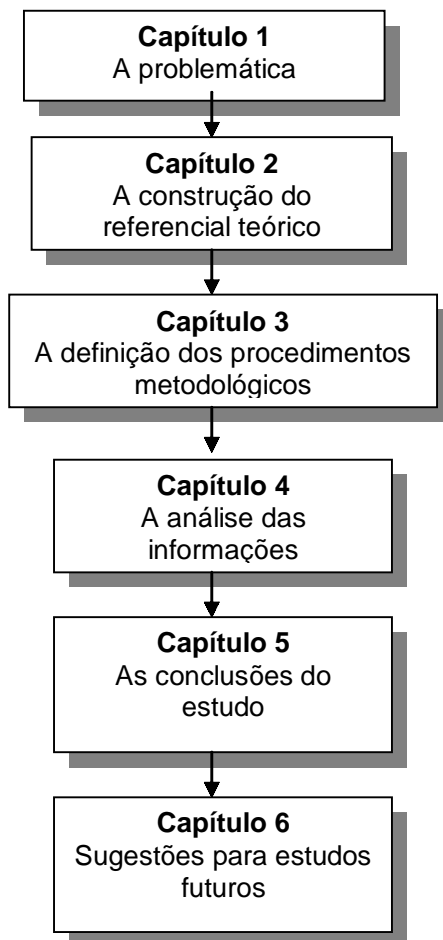 Capítulo 1
A problemática
Capítulo 2
A construção do
referencial teórico
Capítulo 3
A definição dos procedimentos
metodológicos
Capítulo 4
A análise das
informações
Capítulo 5
As conclusões do
estudo
Capítulo 6
Sugestões para estudos
futuros